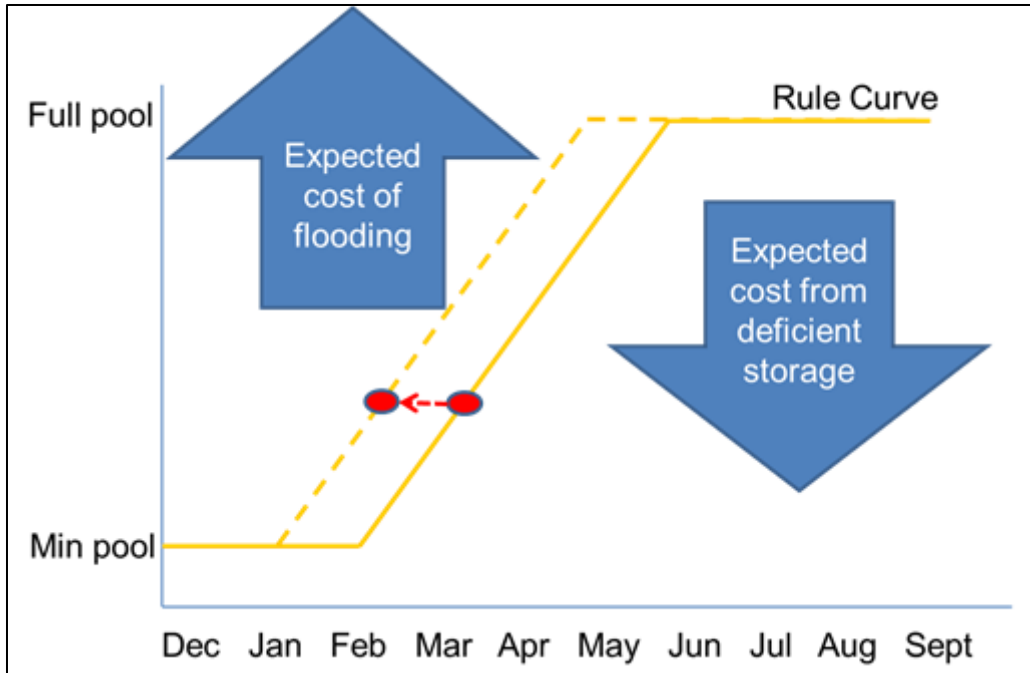 Full pool
Expected
cost of
flooding
Rule Curve
Expected
cost from
deficient
storage
Min pool
Dec Jan Feb Mar Apr May Jun Jul Aug Sept